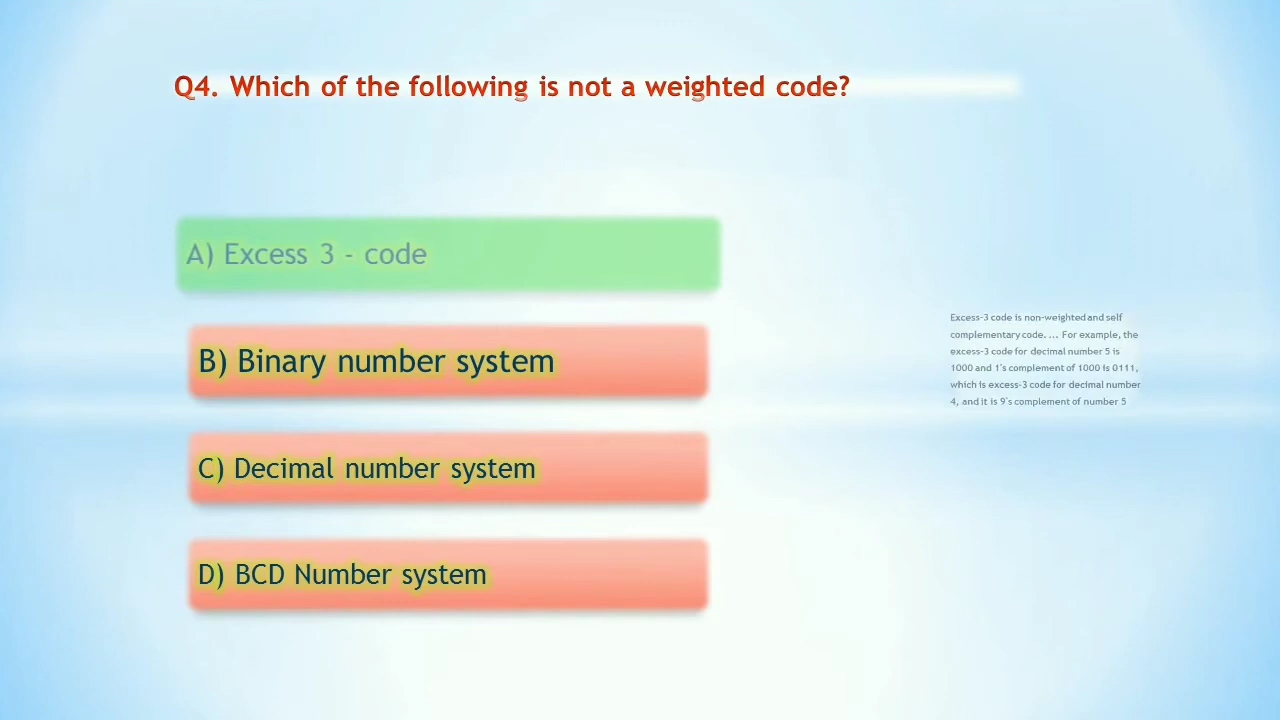 Q4. Which of the following is not a weighted code?
A) Excess 3 - code
B) Binary number system
C) Decimal number system
D) BCD Number system
Excess-3 code is non-weighted and self
complementary code. ... For example, the
excess-3 code for decimal number 5 is
1000 and 1's complement of 1000 is 0111,
which is excess-3 code for decimal number
4, and it is 9's complement of number 5